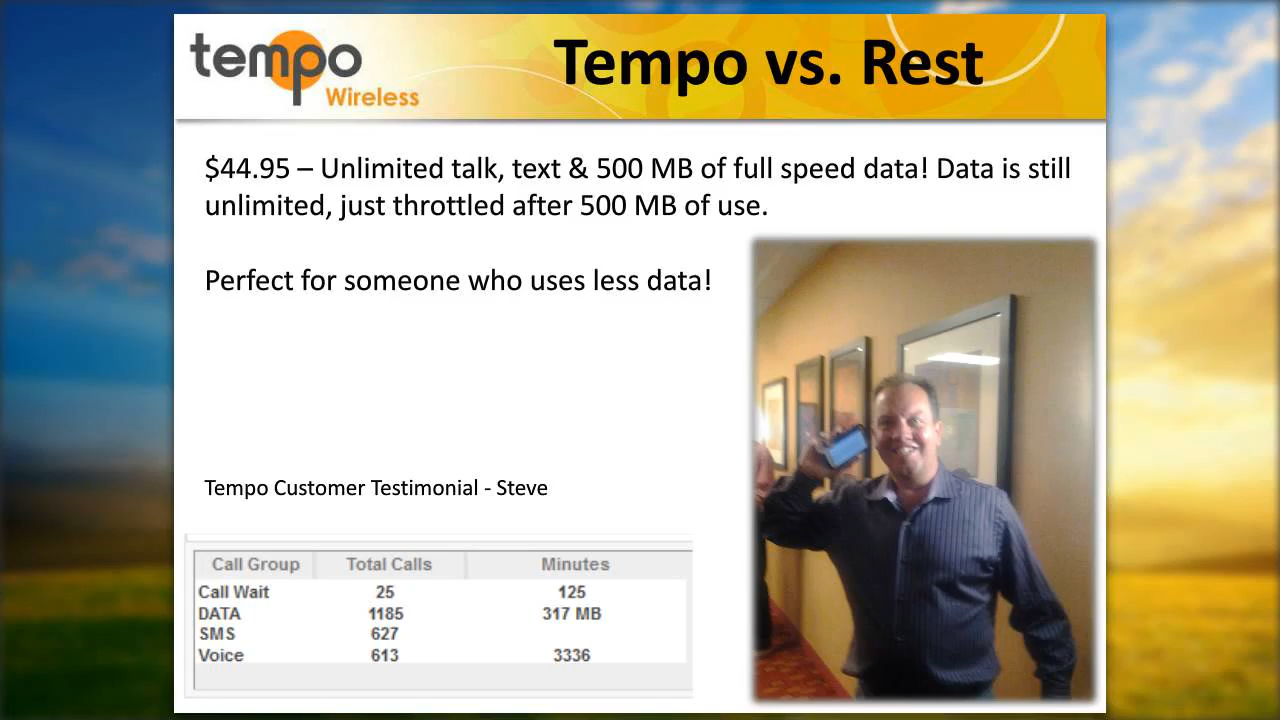 tempo
Wireless
Tempo vs. Rest
$44.95 – Unlimited talk, text & 500 MB of full speed data! Data is still
unlimited, just throttled after 500 MB of use.
Perfect for someone who uses less data!
Tempo Customer Testimonial - Steve
Call Group Total Calls Minutes
Call Wait 25 125
DATA 1185 317 MB
SMS 627
Voice 613 3336